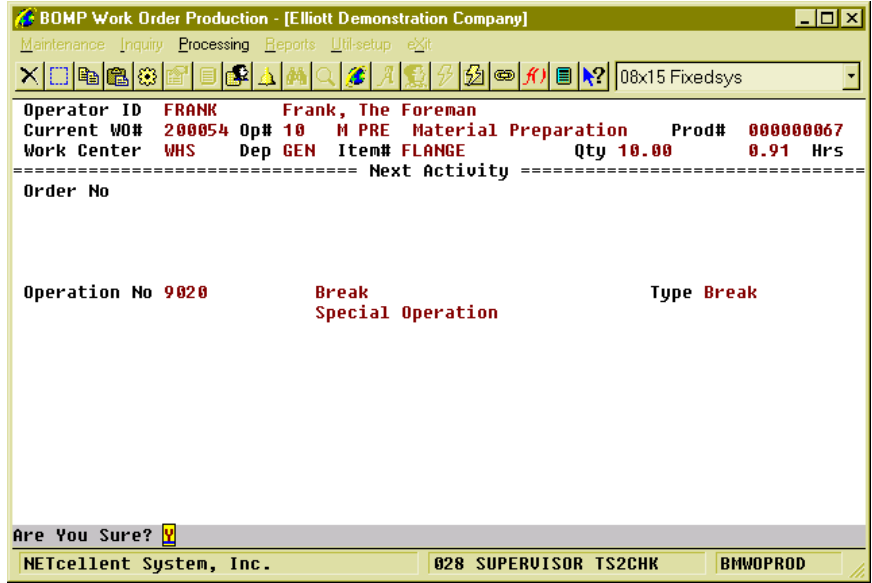 BOMP Work Order Production - [Elliott Demonstration Company]
Maintenance Inquiry Processing Reports Util-setup eXit
08x15 Fixedsys
Operator ID FRANK Frank, The Foreman
Current WO# 200054 Op# 10 M PRE Material Preparation Prod# 000000067
Work Center WHS Dep GEN Item# FLANGE Qty 10.00 0.91 Hrs
================================ Next Activity ================================
Order No
Operation No 9020 Break Type Break
Special Operation
Are You Sure? Y
NETcellent System, Inc. 028 SUPERVISOR TS2CHK BMWOPROD